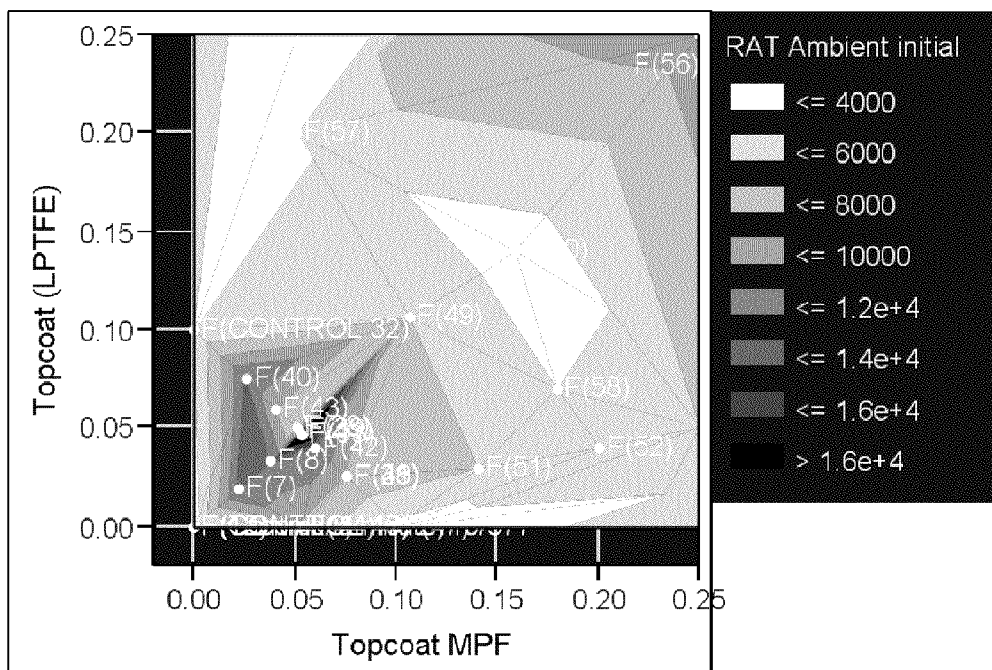 0.25
0.20
0.15
0.10
0.05
0.00
Topcoat (LPTFE)
0.00
0.05
0.10
0.15
0.20
0.25
Topcoat MPF
F(56)
F(57)
F(49)
F(CONTROL 32)
F(40)
F(43)
F(42)
F(8)
F(7)
F(58)
F(51)
F(52)
RAT Ambient initial
<= 4000
<= 6000
<= 8000
<= 10000
<= 1.2e+4
<= 1.4e+4
<= 1.6e+4
> 1.6e+4